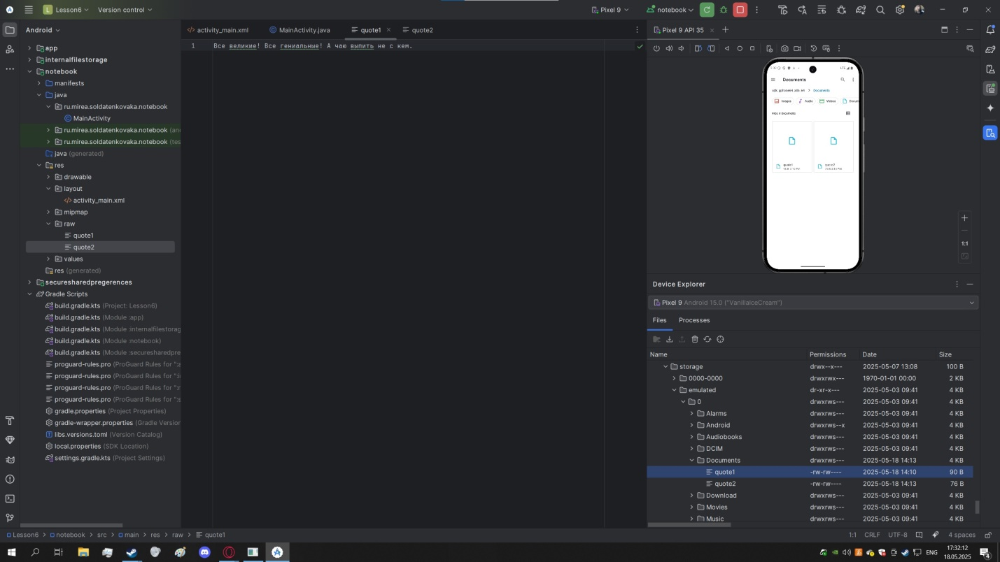 L Lesson6 Version control Pixel 9 notebook
Android
activity_main.xml MainActivity.java quote1 quote2
Pixel 9 API 35
1 Все великие! Все гениальные! А чаю выпить не с кем.
app
internalfilestorage
notebook
manifests
java
ru.mirea.soldatenkovaka.notebook
MainActivity
ru.mirea.soldatenkovaka.notebook
ru.mirea.soldatenkovaka.notebook
java (generated)
res
drawable
layout
activity_main.xml
mipmap
raw
quote1
quote2
values
res (generated)
securesharedpregerences
Gradle Scripts
build.gradle.kts (Project: Lesson6)
build.gradle.kts (Module :app)
build.gradle.kts (Module :internalfilestorag
build.gradle.kts (Module :notebook)
build.gradle.kts (Module :securesharedpre
proguard-rules.pro (ProGuard Rules for
proguard-rules.pro (ProGuard Rules for
proguard-rules.pro (ProGuard Rules for
proguard-rules.pro (ProGuard Rules for
gradle.properties (Project Properties)
gradle-wrapper.properties (Gradle Version
libs.versions.toml (Version Catalog)
local.properties (SDK Location)
settings.gradle.kts (Project Settings)
LTE
Documents
Documents
Images Audio Videos Docum
Files in Documents
quote1
quote2
1:1
Device Explorer
Pixel 9 Android 15.0 ("VanillaIceCream")
Files Processes
Name Permissions Date Size
storage drwx--x--- 2025-05-07 13:08 100 B
0000-0000 drwxrwx--- 1970-01-01 00:00 2 KB
emulated dr-xr-x--- 2025-05-03 09:41 4 KB
0 drwxrws--- 2025-05-03 09:41 4 KB
Alarms drwxrws--- 2025-05-03 09:41 4 KB
Android drwxrws--x 2025-05-03 09:41 4 KB
Audiobooks drwxrws--- 2025-05-03 09:41 4 KB
DCIM drwxrws--- 2025-05-03 09:41 4 KB
Documents drwxrws--- 2025-05-18 14:13 4 KB
quote1 -rw-rw---- 2025-05-18 14:10 90 B
quote2 -rw-rw---- 2025-05-18 14:13 76 B
Download drwxrws--- 2025-05-03 09:41 4 KB
Movies drwxrws--- 2025-05-03 09:41 4 KB
Music drwxrws--- 2025-05-03 09:41 4 KB
Lesson6 > notebook > src > main > res > raw > quote1 1:1 CRLF UTF-8 4 spaces
ENG 17:32:12
18.05.2025 4